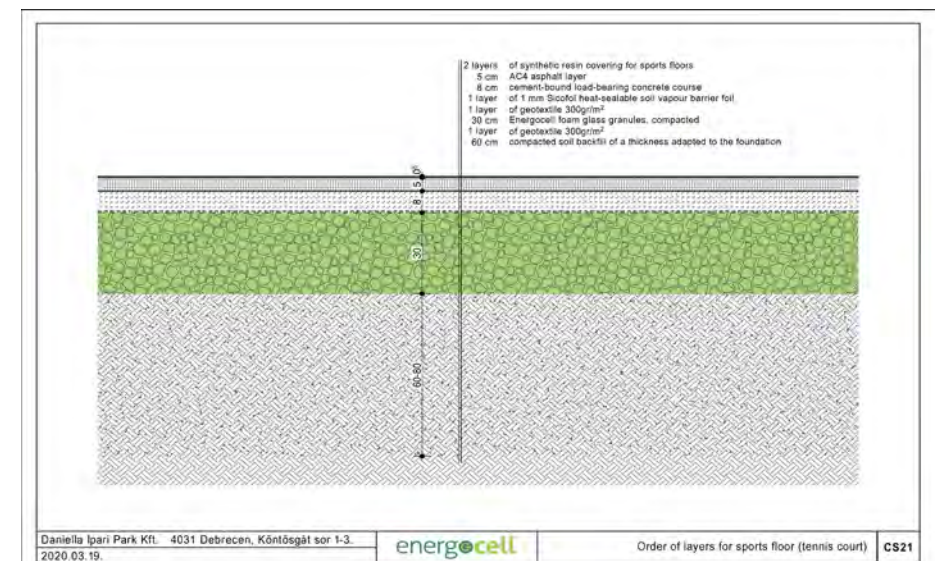 2 layers of synthetic resin covering for sports floors
5 cm AC4 asphalt layer
8 cm cement-bound load-bearing concrete course
1 layer of 1 mm Sicofol heat-sealable soil vapour barrier foil
1 layer of geotextile 300gr/m²
30 cm Energocell foam glass granules, compacted
1 layer of geotextile 300gr/m²
60 cm compacted soil backfill of a thickness adapted to the foundation
0⁵
5
8
30
60-80
Daniella Ipari Park Kft. 4031 Debrecen, Köntösgát sor 1-3.
2020.03.19.
energocell
Order of layers for sports floor (tennis court)
CS21